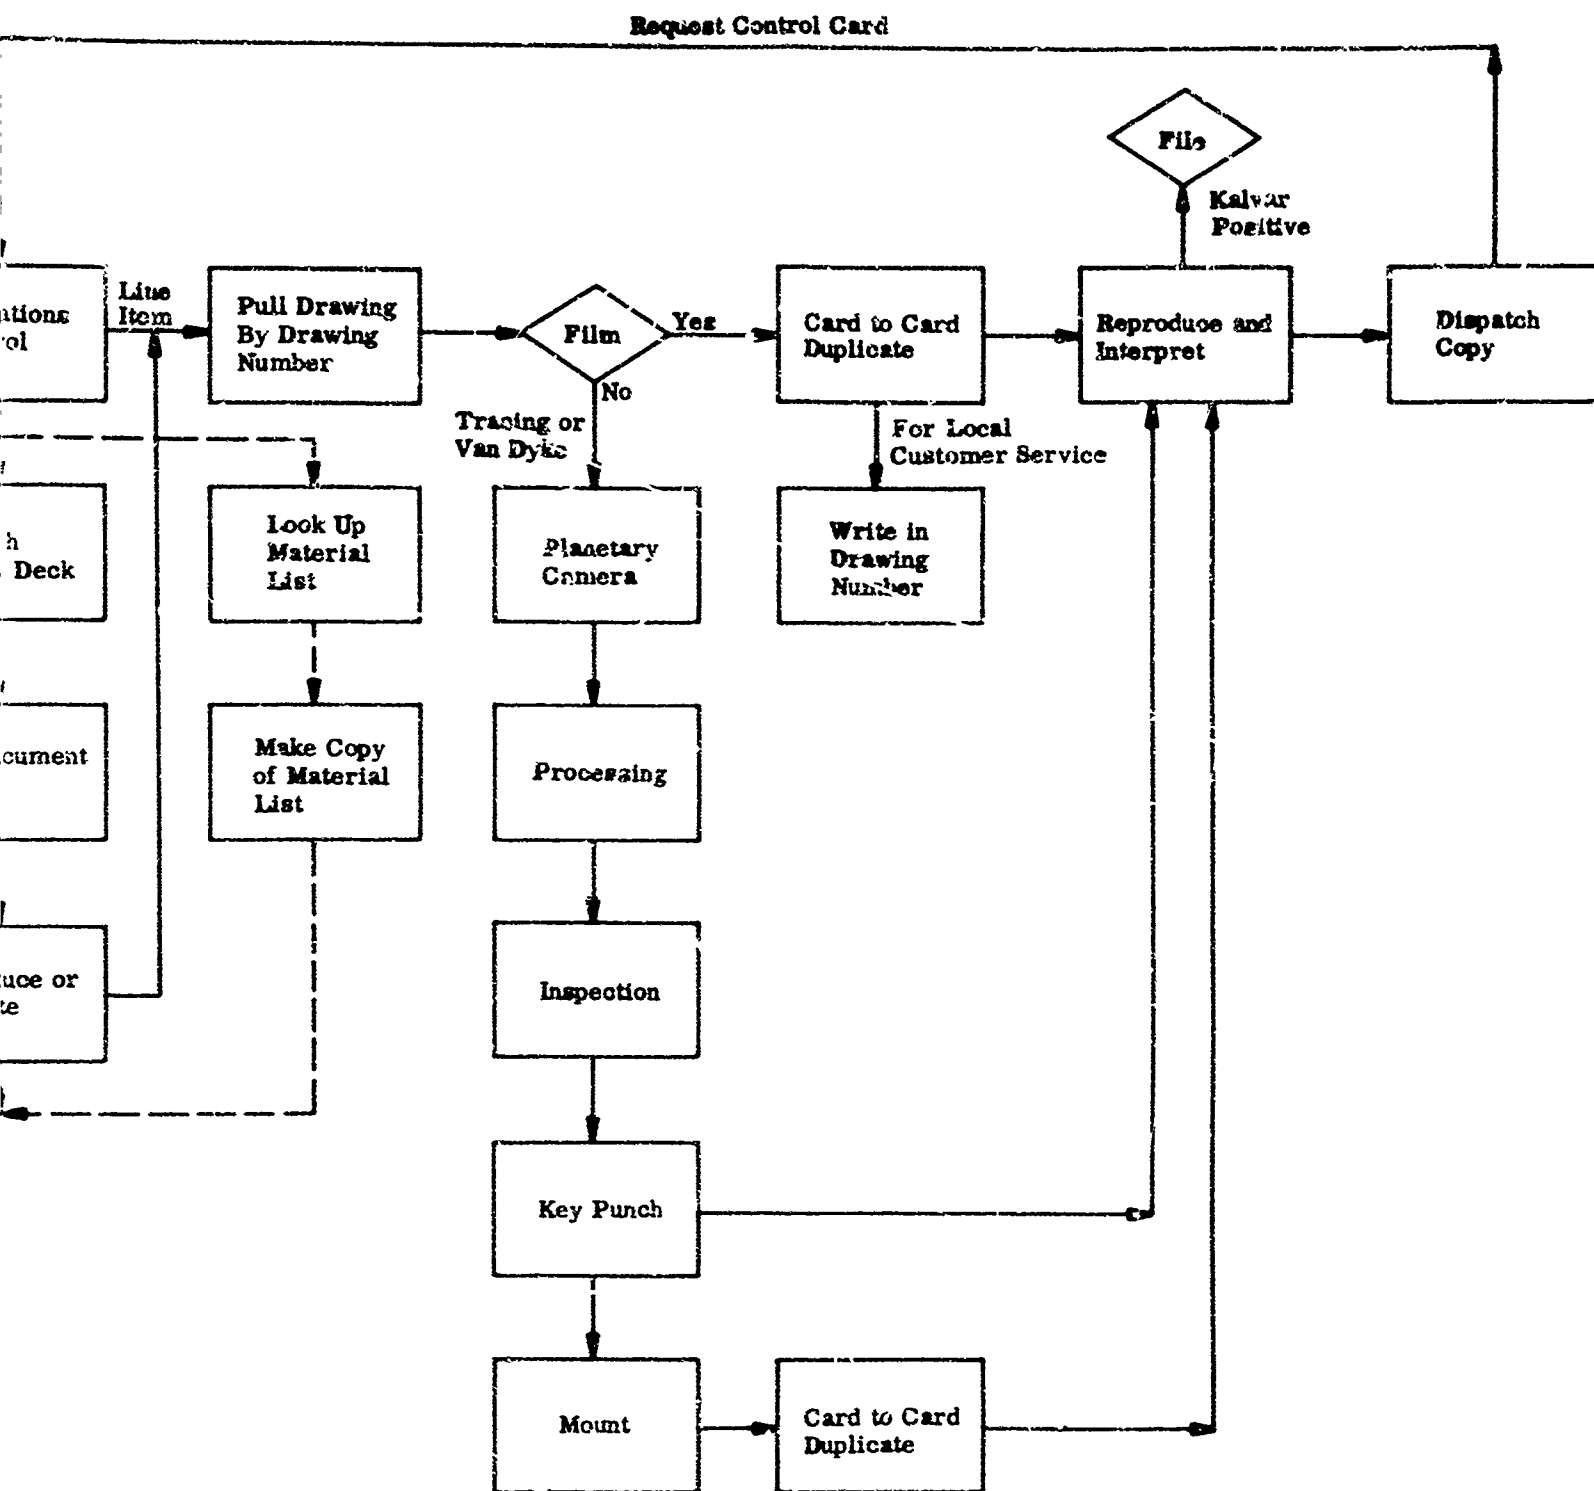 Request Control Card
File
Kalvar
Positive
Line
Item
Pull Drawing
By Drawing
Number
Film
Yes
No
Card to Card
Duplicate
Reproduce and
Interpret
Dispatch
Copy
Tracing or
Van Dyke
For Local
Customer Service
Look Up
Material
List
Planetary
Camera
Write in
Drawing
Number
h
Deck
Make Copy
of Material
List
Processing
Inspection
or
Key Punch
Mount
Card to Card
Duplicate